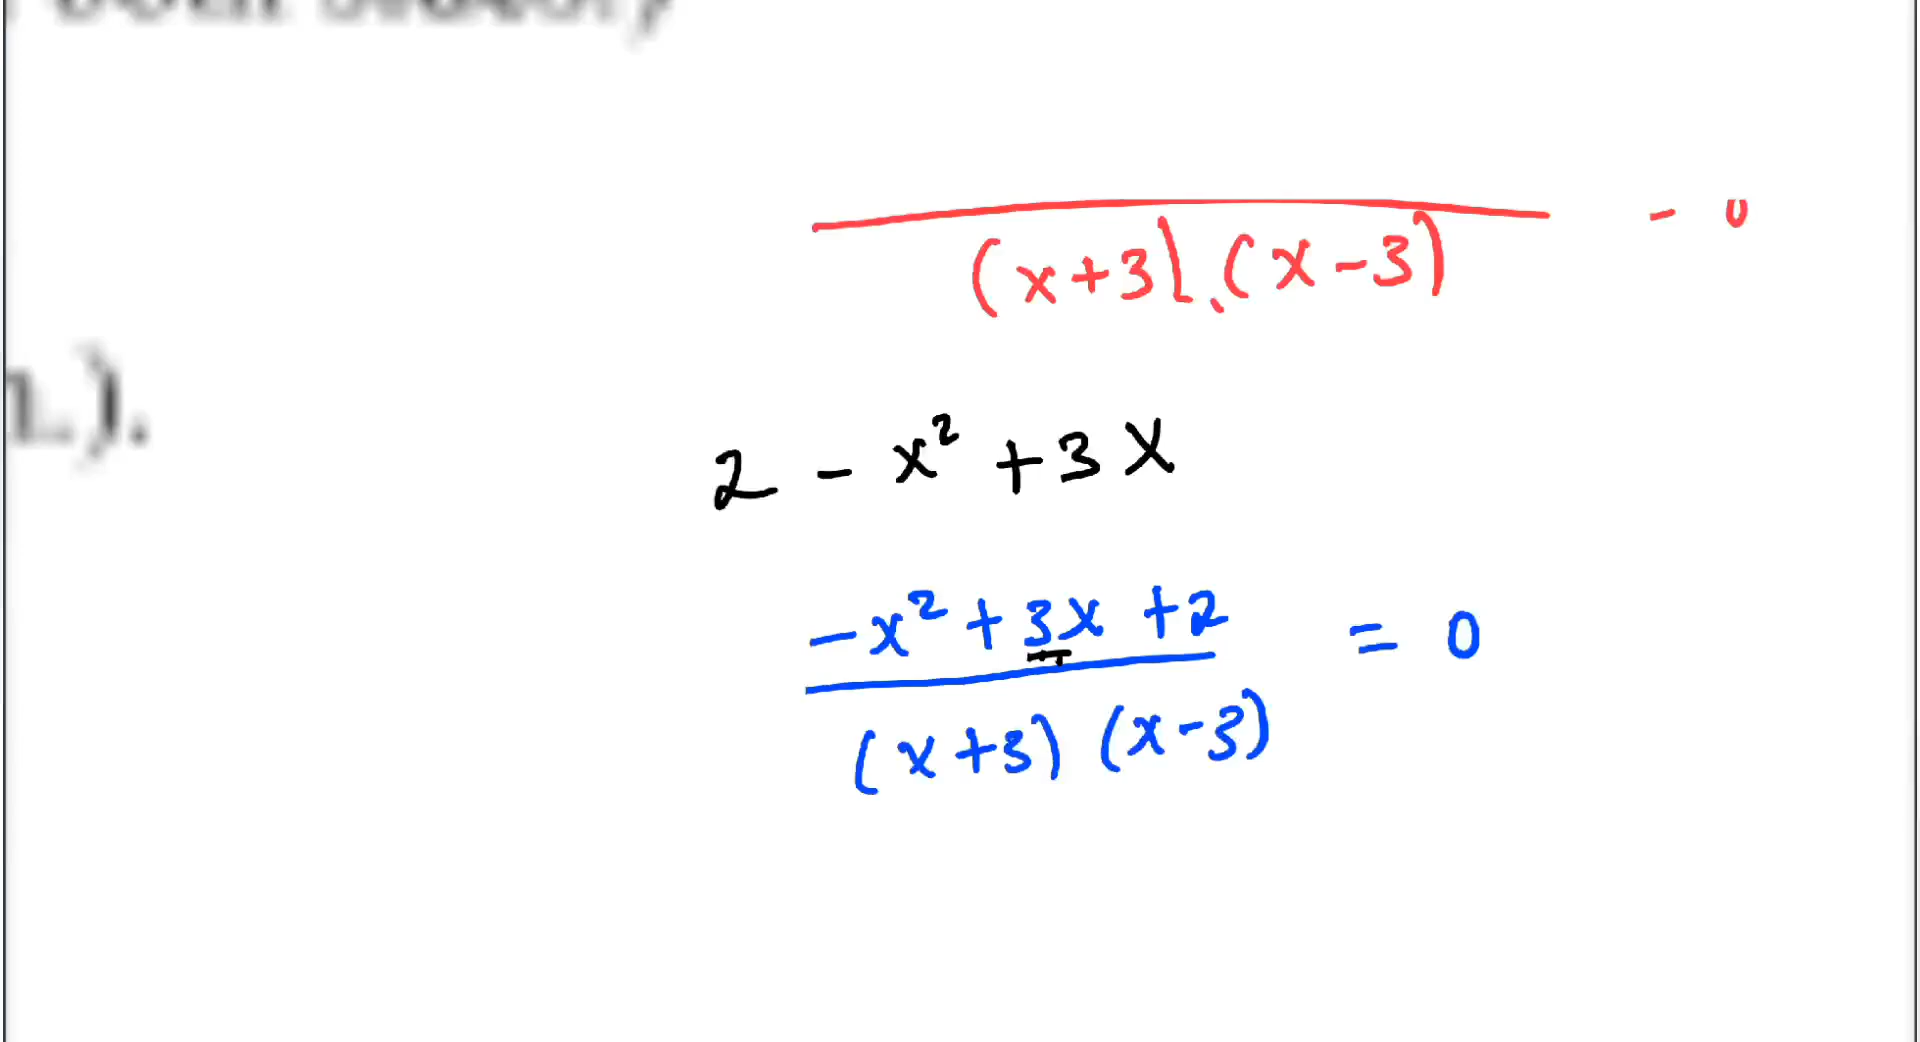 (x+3).(x-3)
- 0
2 - x² + 3x
-x² + 3x + 2
= 0
(x+3) (x-3)